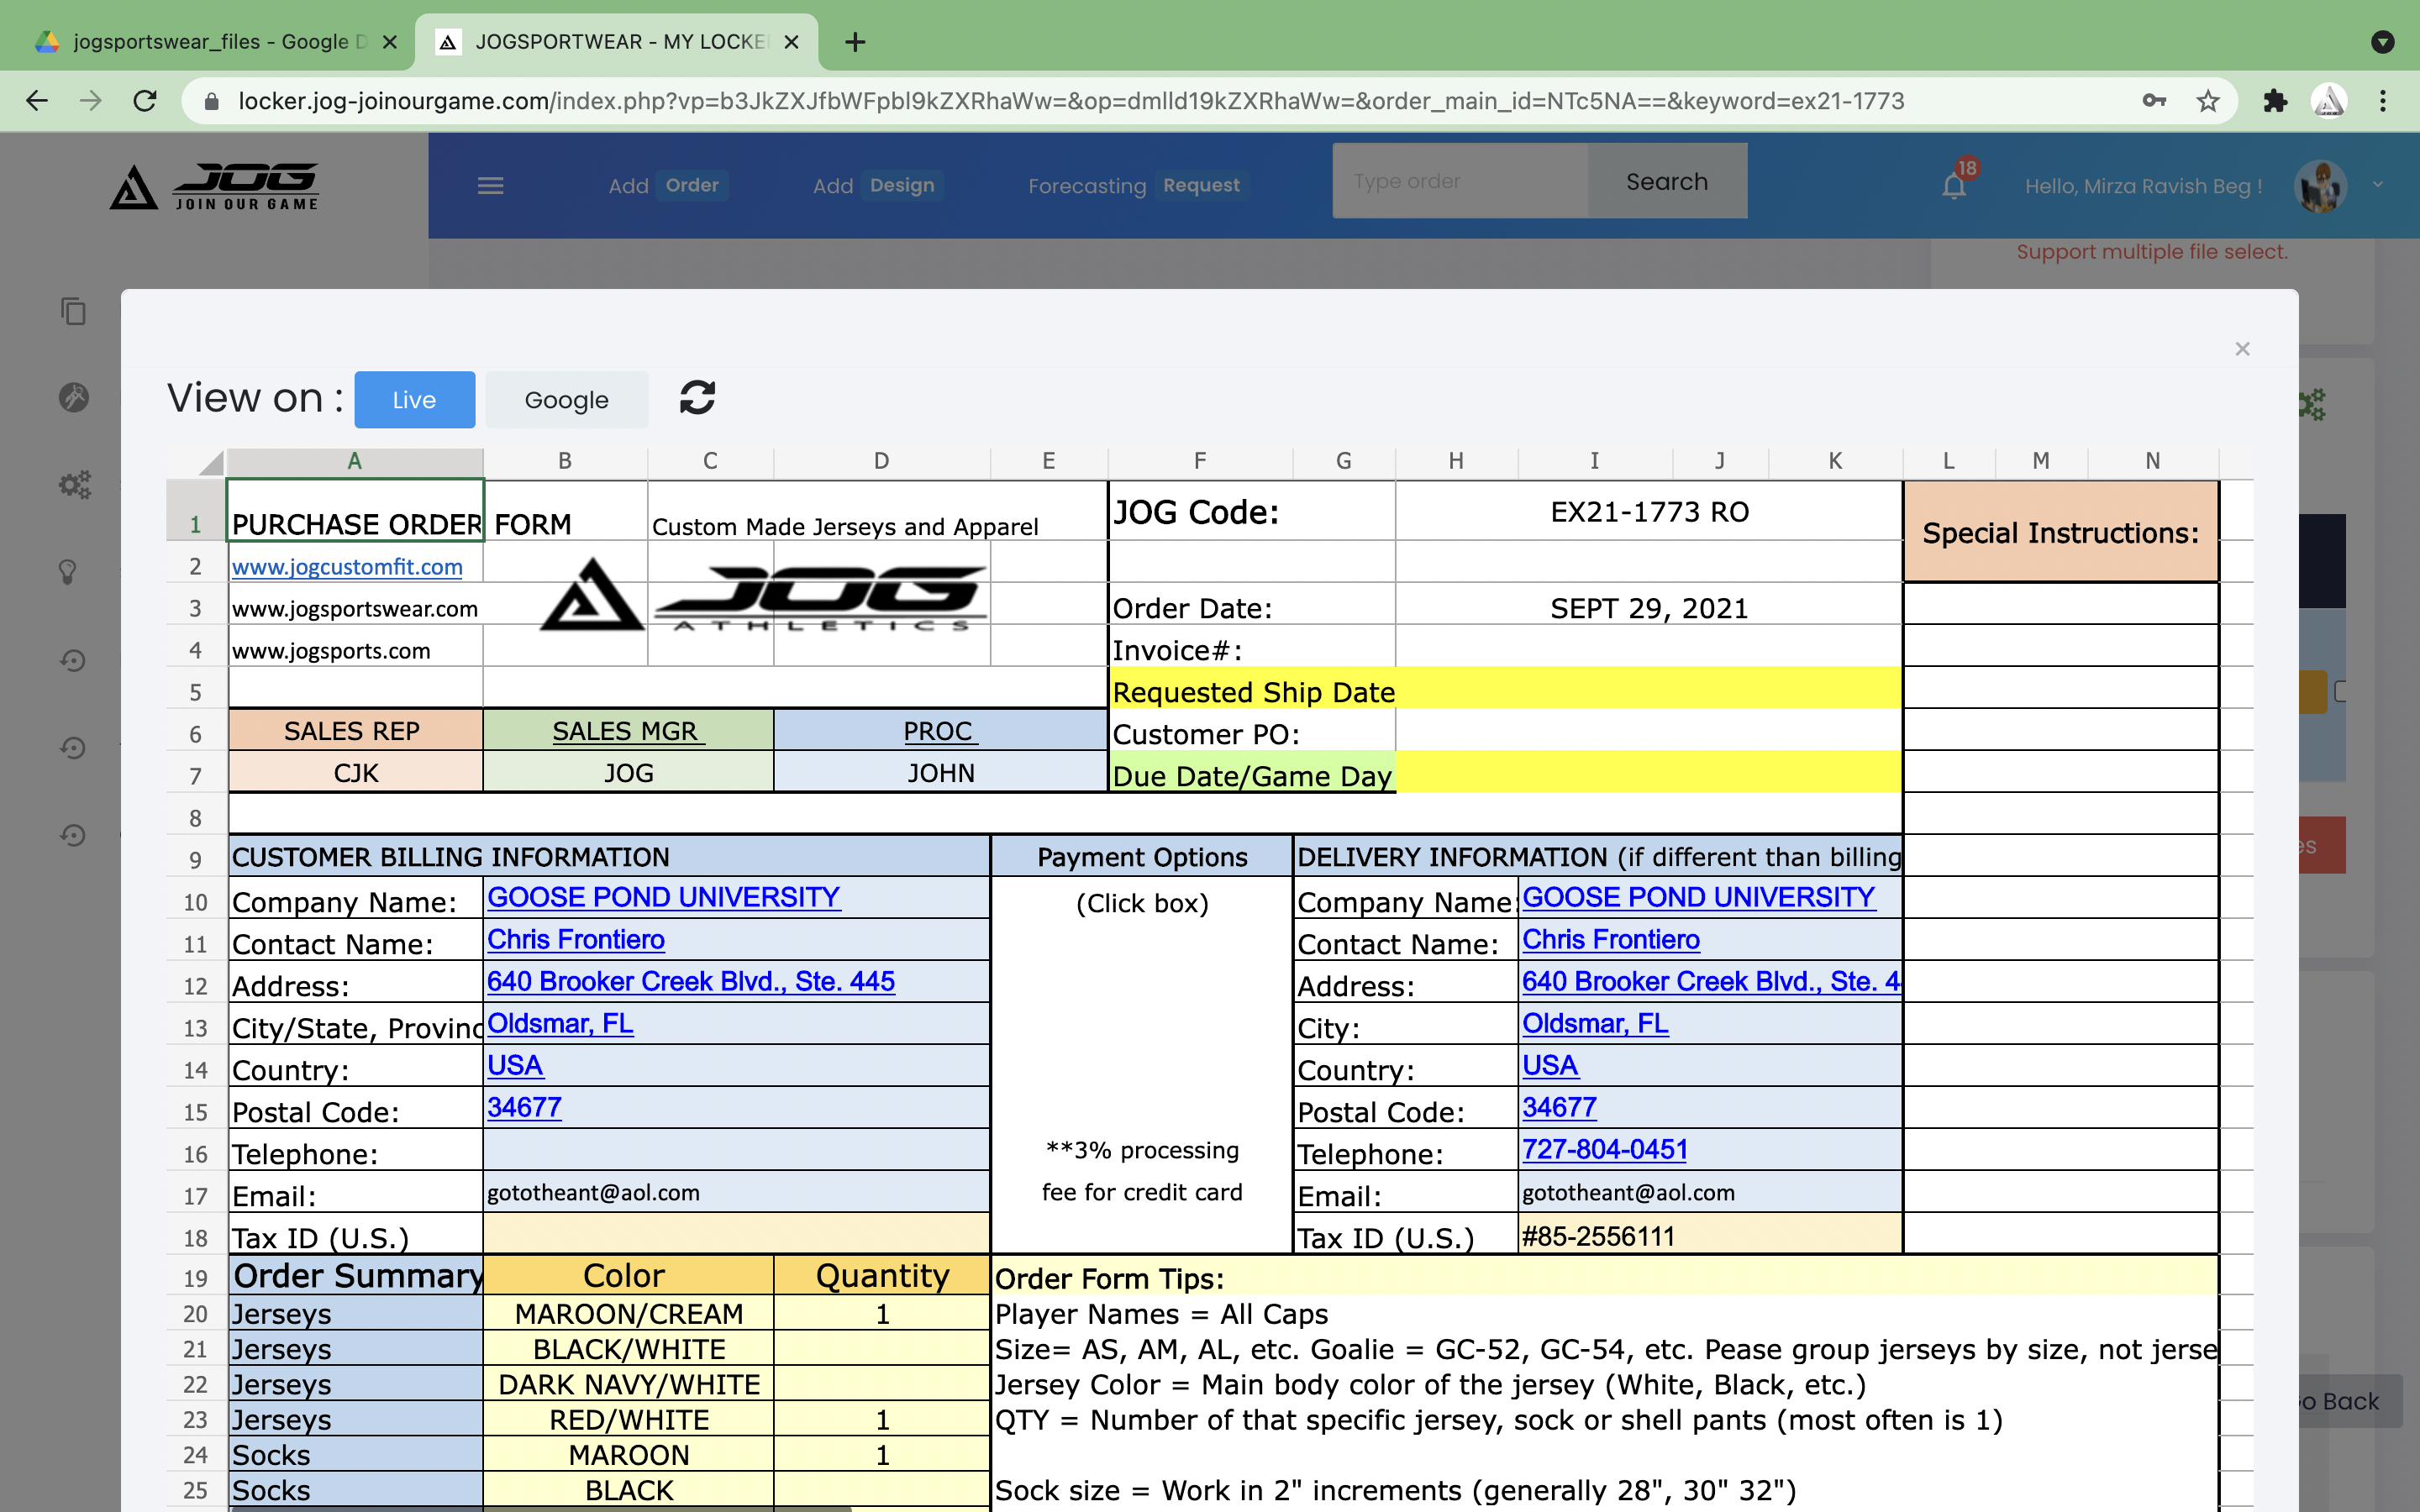 jogsportswear_files - Google D
JOGSPORTWEAR - MY LOCKE
locker.jog-joinourgame.com/index.php?vp=b3JkZXJfbWFpbl9kZXRhaWw=&op=dmlld19kZXRhaWw=&order_main_id=NTc5NA==&keyword=ex21-1773
JOG
JOIN OUR GAME
Add Order
Add Design
Forecasting Request
Type order
Search
18
Hello, Mirza Ravish Beg !
Support multiple file select.
View on :
Live
Google
A B C D E F G H I J K L M N
1 PURCHASE ORDER FORM Custom Made Jerseys and Apparel JOG Code: EX21-1773 RO Special Instructions:
2 www.jogcustomfit.com
JOG
ATHLETICS
3 www.jogsportswear.com Order Date: SEPT 29, 2021
4 www.jogsports.com Invoice#:
5 Requested Ship Date
6 SALES REP SALES MGR PROC Customer PO:
7 CJK JOG JOHN Due Date/Game Day
8
9 CUSTOMER BILLING INFORMATION Payment Options DELIVERY INFORMATION (if different than billing
10 Company Name: GOOSE POND UNIVERSITY (Click box) Company Name: GOOSE POND UNIVERSITY
11 Contact Name: Chris Frontiero Contact Name: Chris Frontiero
12 Address: 640 Brooker Creek Blvd., Ste. 445 Address: 640 Brooker Creek Blvd., Ste. 4
13 City/State, Provinc Oldsmar, FL City: Oldsmar, FL
14 Country: USA Country: USA
15 Postal Code: 34677 Postal Code: 34677
16 Telephone: **3% processing Telephone: 727-804-0451
17 Email: gototheant@aol.com fee for credit card Email: gototheant@aol.com
18 Tax ID (U.S.) Tax ID (U.S.) #85-2556111
19 Order Summary Color Quantity Order Form Tips:
20 Jerseys MAROON/CREAM 1 Player Names = All Caps
21 Jerseys BLACK/WHITE Size= AS, AM, AL, etc. Goalie = GC-52, GC-54, etc. Pease group jerseys by size, not jerse
22 Jerseys DARK NAVY/WHITE Jersey Color = Main body color of the jersey (White, Black, etc.)
23 Jerseys RED/WHITE 1 QTY = Number of that specific jersey, sock or shell pants (most often is 1)
24 Socks MAROON 1
25 Socks BLACK Sock size = Work in 2" increments (generally 28", 30" 32")
es
o Back